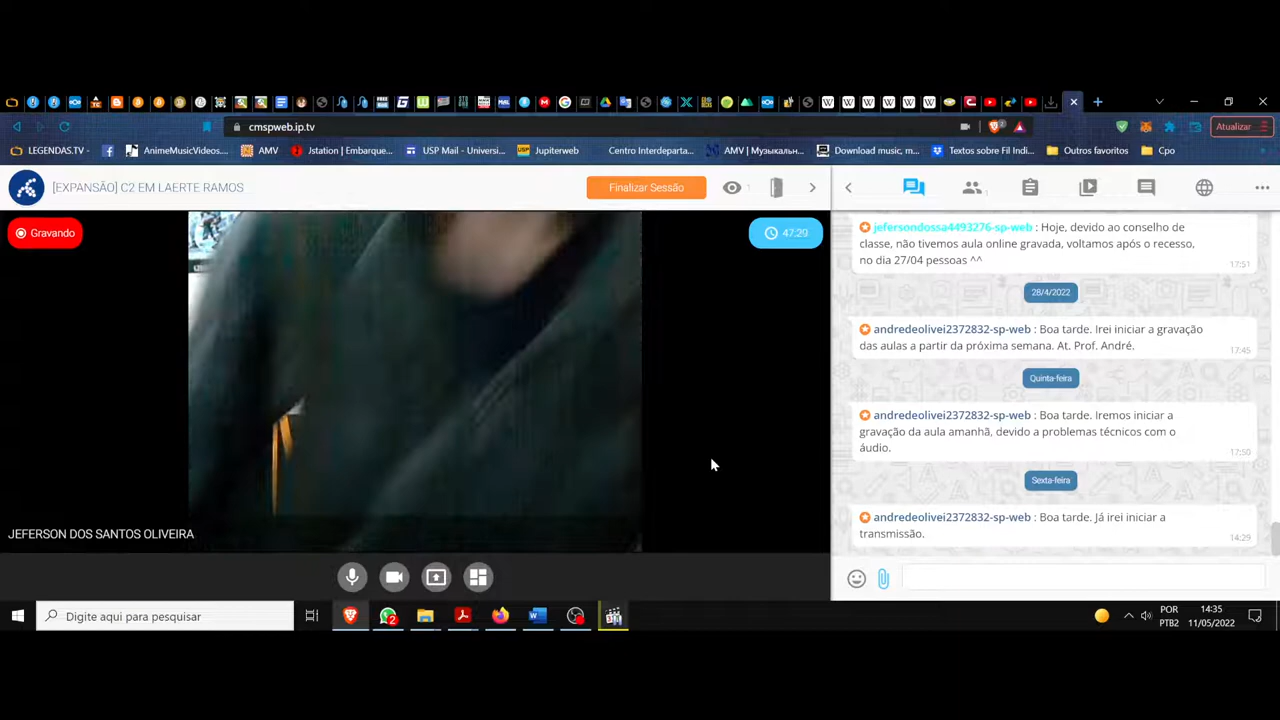 cmspweb.ip.tv
2
Atualizar
LEGENDAS.TV -
AnimeMusicVideos....
AMV
Jstation | Embarque...
USP Mail - Universi...
Jupiterweb
Centro Interdeparta...
AMV | Музыкальн...
Download music, m...
Textos sobre Fil Indi...
Outros favoritos
Cpo
[EXPANSÃO] C2 EM LAERTE RAMOS
Finalizar Sessão
1
1
Gravando
47:29
JEFERSON DOS SANTOS OLIVEIRA
jefersondossa4493276-sp-web : Hoje, devido ao conselho de
classe, não tivemos aula online gravada, voltamos após o recesso,
no dia 27/04 pessoas ^^
17:51
28/4/2022
andredeolivei2372832-sp-web : Boa tarde. Irei iniciar a gravação
das aulas a partir da próxima semana. At. Prof. André.
17:45
Quinta-feira
andredeolivei2372832-sp-web : Boa tarde. Iremos iniciar a
gravação da aula amanhã, devido a problemas técnicos com o
áudio.
17:50
Sexta-feira
andredeolivei2372832-sp-web : Boa tarde. Já irei iniciar a
transmissão.
14:29
Digite aqui para pesquisar
2
POR
PTB2
14:35
11/05/2022